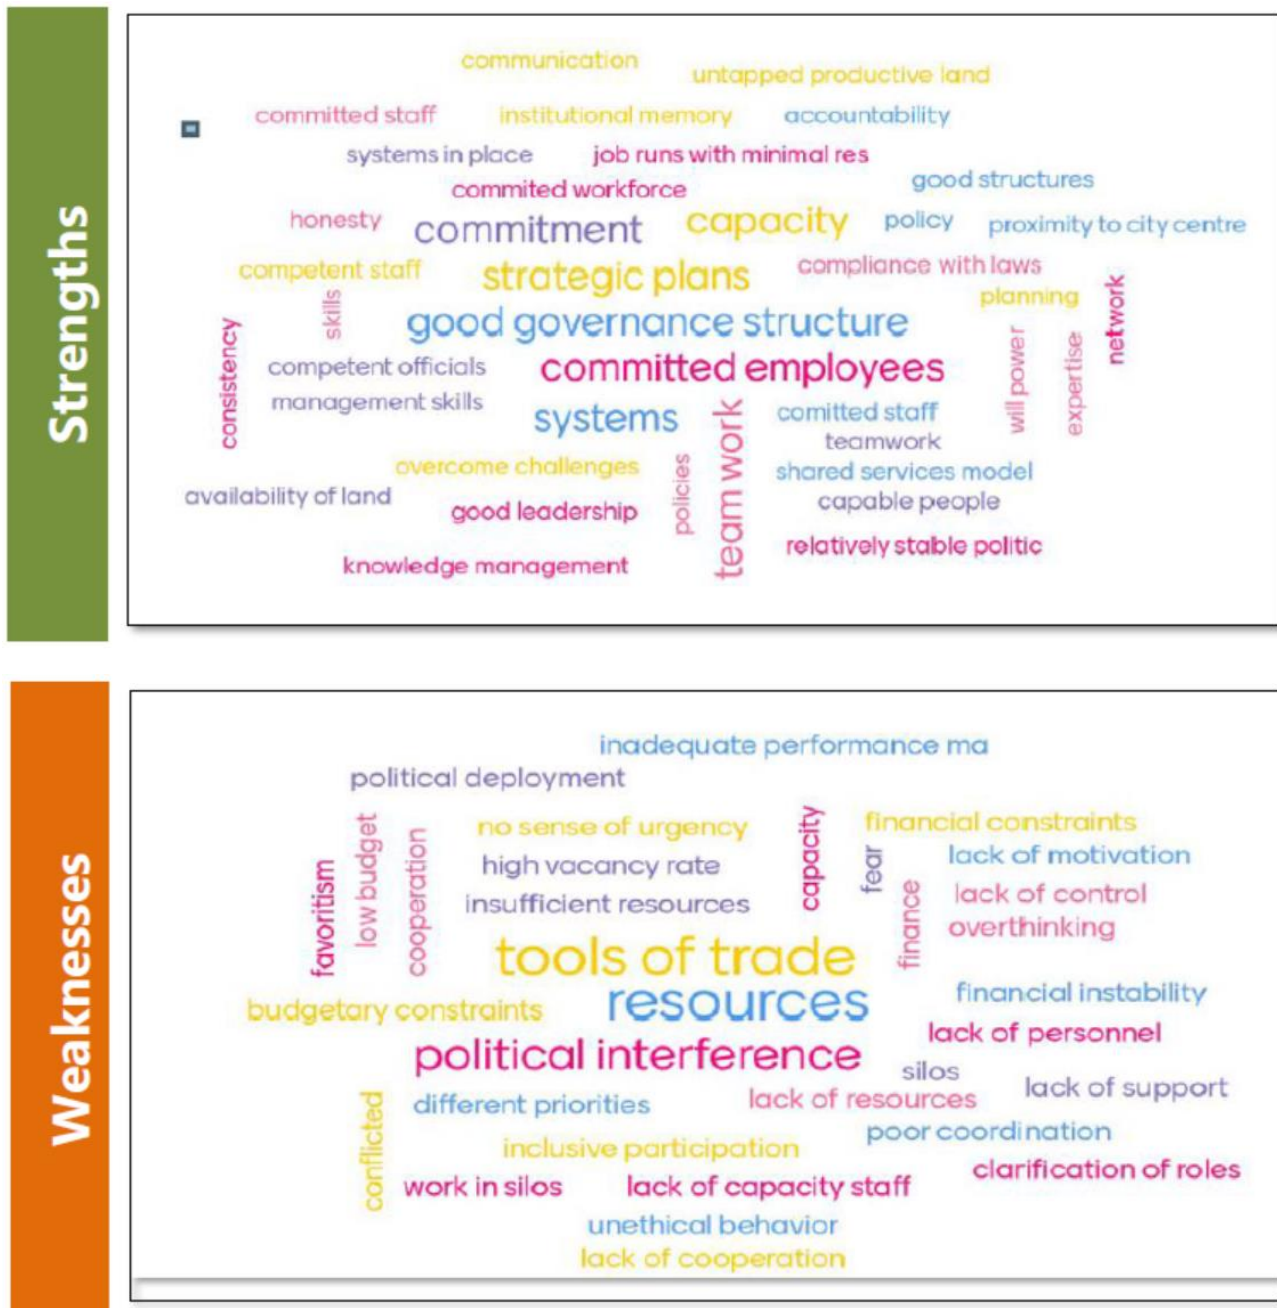 Strengths
communication
untapped productive land
committed staff
institutional memory
accountability
systems in place
job runs with minimal res
commited workforce
good structures
honesty
commitment
capacity
policy
proximity to city centre
competent staff
strategic plans
compliance with laws
planning
network
skills
consistency
good governance structure
will power
expertise
competent officials
committed employees
management skills
systems
team work
comitted staff
teamwork
overcome challenges
policies
shared services model
availability of land
good leadership
capable people
knowledge management
relatively stable politic
Weaknesses
inadequate performance ma
political deployment
favoritism
low budget
cooperation
no sense of urgency
capacity
financial constraints
high vacancy rate
fear
lack of motivation
insufficient resources
finance
lack of control
overthinking
tools of trade
budgetary constraints
resources
financial instability
political interference
lack of personnel
silos
lack of support
conflicted
different priorities
lack of resources
poor coordination
inclusive participation
clarification of roles
work in silos
lack of capacity staff
unethical behavior
lack of cooperation